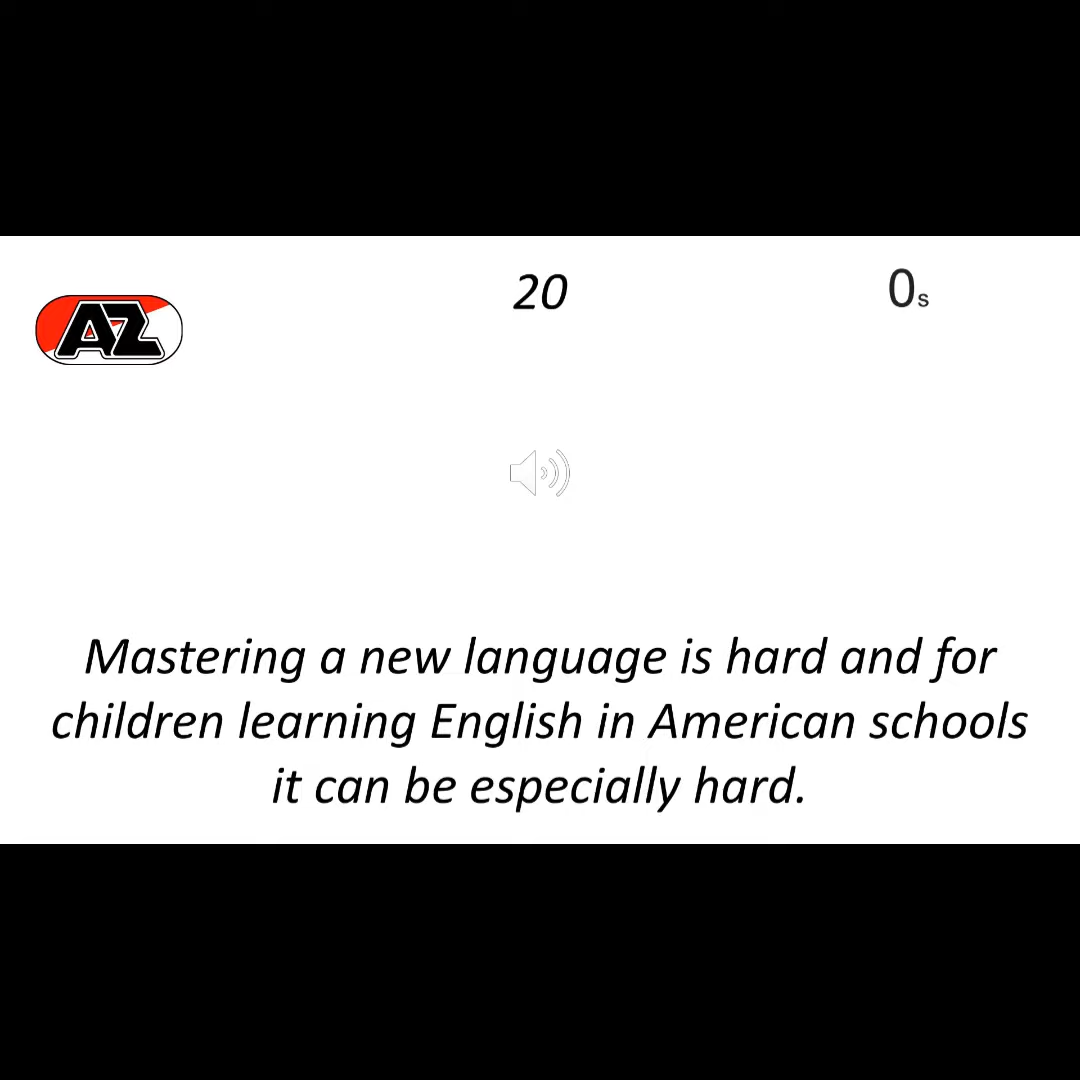 AZ
20
0s
Mastering a new language is hard and for
children learning English in American schools
it can be especially hard.